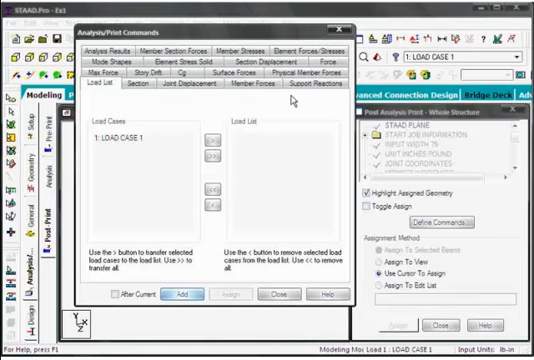 STAAD.Pro - Ex1
1: LOAD CASE 1
Modeling
Advanced Connection Design
Bridge Deck
Setup
Geometry
General
Analysis/
Design
Pre-Print
Analysis
Post-Print
Analysis/Print Commands
Analysis Results
Member Section Forces
Member Stresses
Element Forces/Stresses
Mode Shapes
Element Stress Solid
Section Displacement
Force
Max Force
Story Drift
Cg
Surface Forces
Physical Member Forces
Load List
Section
Joint Displacement
Member Forces
Support Reactions
Load Cases
1: LOAD CASE 1
>
>>
<<
<
Load List
Use the > button to transfer selected
load cases to the load list. Use >> to
transfer all.
Use the < button to remove selected load
cases from the load list. Use << to remove
all.
After Current
Add
Assign
Close
Help
Post Analysis Print - Whole Structure
STAAD PLANE
START JOB INFORMATION
INPUT WIDTH 79
UNIT INCHES POUND
JOINT COORDINATES
Highlight Assigned Geometry
Toggle Assign
Define Commands...
Assignment Method
Assign To Selected Beams
Assign To View
Use Cursor To Assign
Assign To Edit List
Assign
Close
Help
Y
X
Z
For Help, press F1
Modeling Mo
Load 1 : LOAD CASE 1
Input Units: lb-in